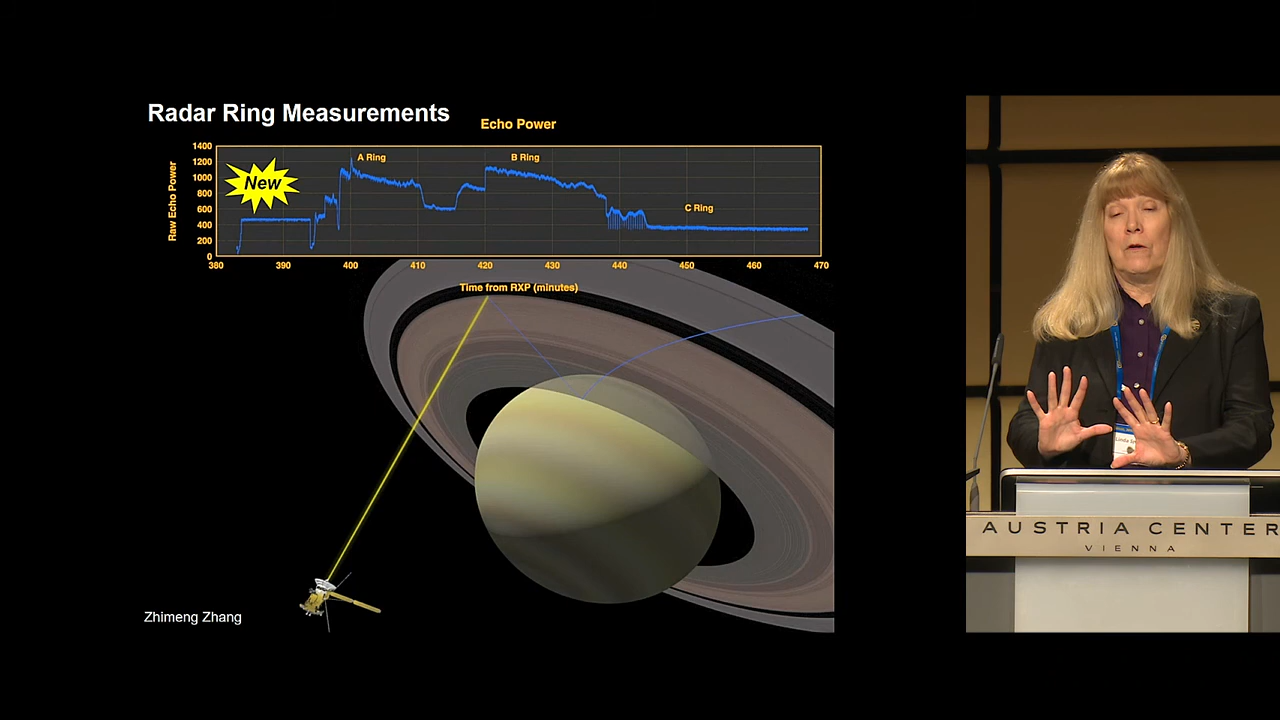 Radar Ring Measurements
Echo Power
Raw Echo Power
1400
1200
1000
800
600
400
200
0
New
A Ring
B Ring
C Ring
380 390 400 410 420 430 440 450 460 470
Time from RXP (minutes)
Zhimeng Zhang
Linda
AUSTRIA CENTER
VIENNA